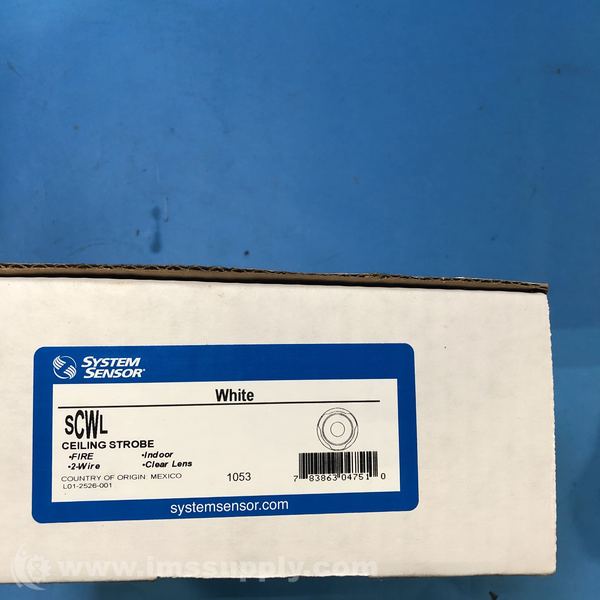 SYSTEM
SENSOR
White
SCWL
CEILING STROBE
•FIRE •Indoor
•2-Wire •Clear Lens
COUNTRY OF ORIGIN: MEXICO
L01-2526-001
1053
7 83863 04751 0
systemsensor.com
www.imssupply.com